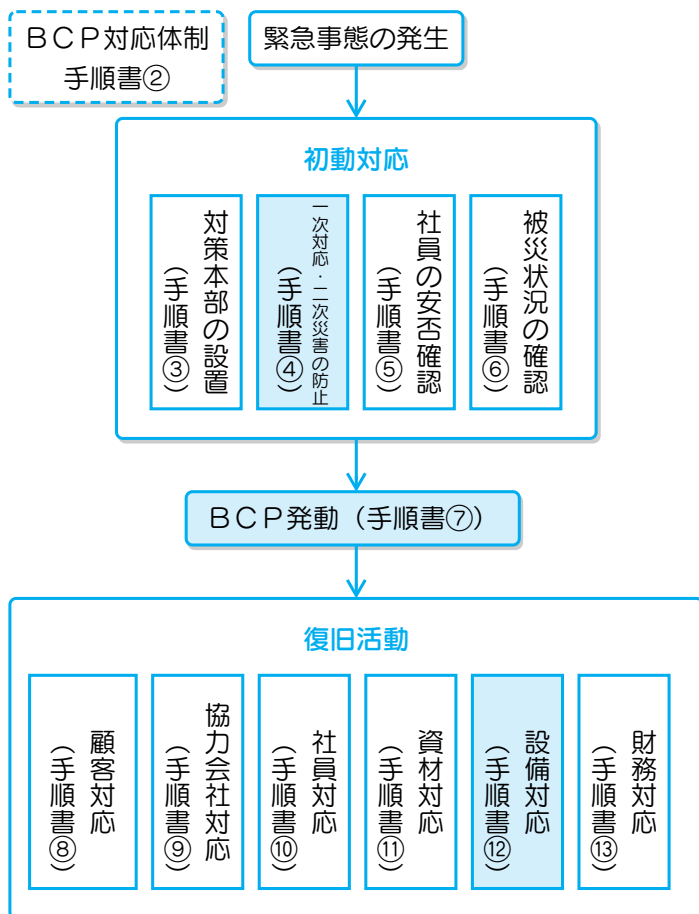 ＢＣＰ対応体制
手順書②
緊急事態の発生
初動対応
対策本部の設置
（手順書③）
一次対応・二次災害の防止
（手順書④）
社員の安否確認
（手順書⑤）
被災状況の確認
（手順書⑥）
ＢＣＰ発動（手順書⑦）
復旧活動
顧客対応
（手順書⑧）
協力会社対応
（手順書⑨）
社員対応
（手順書⑩）
資材対応
（手順書⑪）
設備対応
（手順書⑫）
財務対応
（手順書⑬）